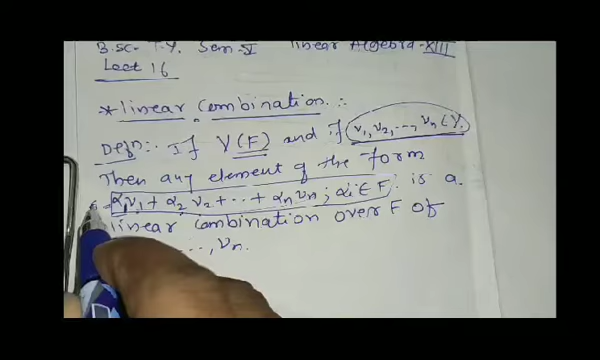 B.Sc. T.Y. Sem-V linear Algebra-XIII
Lect 16
*linear combination :-
Defn:- If V(F) and if v₁, v₂, ..., vₙ ∈ V.
Then any element of the form
α₁v₁ + α₂v₂ + ... + αₙvₙ ; αᵢ ∈ F is a
linear combination over F of
..., vₙ.